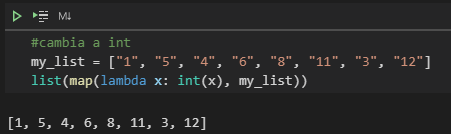 M↓
#cambia a int
my_list = ["1", "5", "4", "6", "8", "11", "3", "12"]
list(map(lambda x: int(x), my_list))
[1, 5, 4, 6, 8, 11, 3, 12]